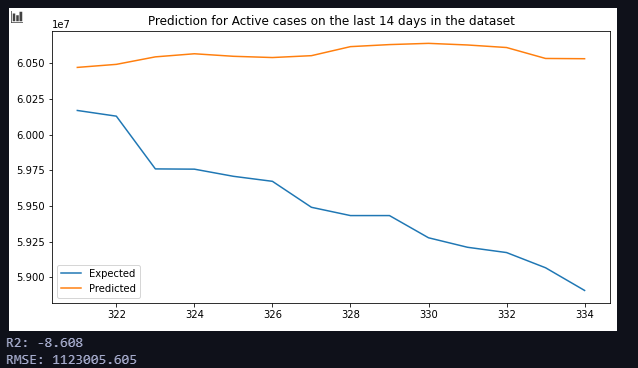 Prediction for Active cases on the last 14 days in the dataset
1e7
6.050
6.025
6.000
5.975
5.950
5.925
5.900
Expected
Predicted
322 324 326 328 330 332 334
R2: -8.608
RMSE: 1123005.605